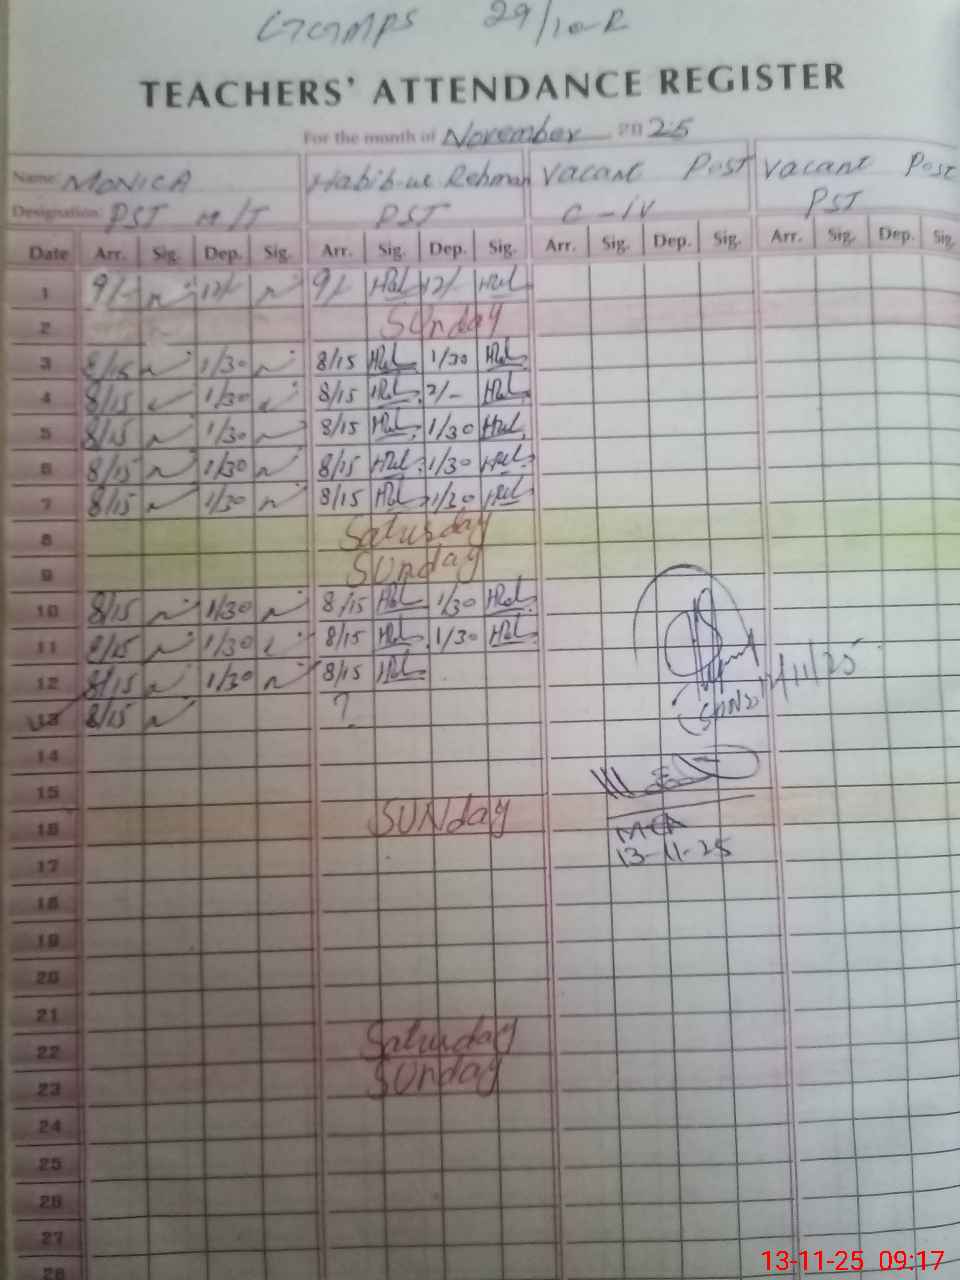 GGMPS 29/10-R
TEACHERS' ATTENDANCE REGISTER
For the month of November 2025
Name MONICA Habib-ur Rehman Vacant Post Vacant Post
Designation PST M/T PST C-IV PST
Date Arr. Sig. Dep. Sig. Arr. Sig. Dep. Sig. Arr. Sig. Dep. Sig. Arr. Sig. Dep. Sig.
1 9/- 12/- 9/- 12/-
2 Sunday
3 8/15 1/30 8/15 1/30
4 8/15 1/30 8/15 2/-
5 8/15 1/30 8/15 1/30
6 8/15 1/30 8/15 1/30
7 8/15 1/30 8/15 1/30
8 Saturday
9 Sunday
10 8/15 1/30 8/15 1/30
11 8/15 1/30 8/15 1/30
12 8/15 1/30 8/15
13 8/15 ?
14
15
16 SUNday
MEA
13-11-25
17
18
19
20
21
22 Saturday
23 Sunday
24
25
26
27
28
13-11-25 09:17